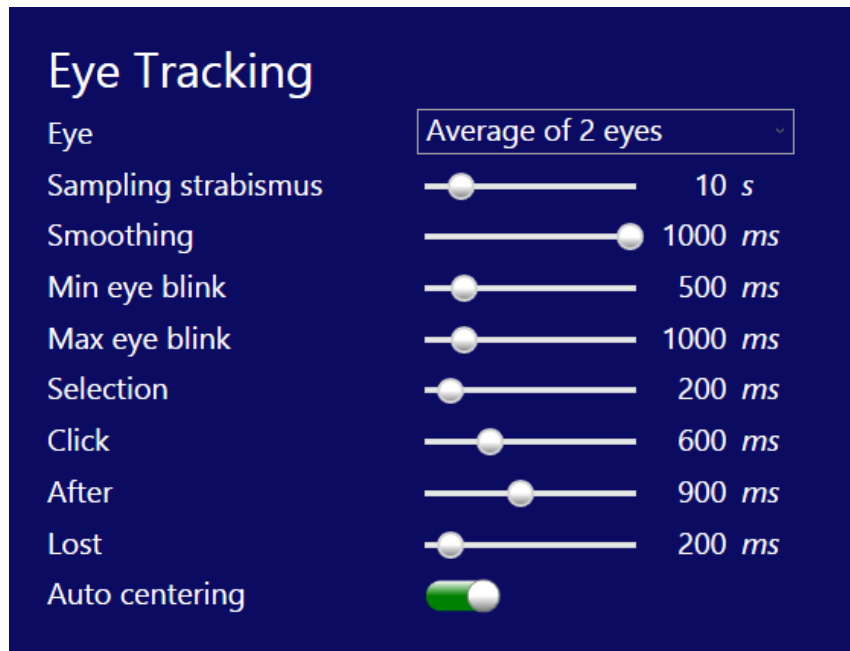 Eye Tracking
Eye Average of 2 eyes
Sampling strabismus 10 s
Smoothing 1000 ms
Min eye blink 500 ms
Max eye blink 1000 ms
Selection 200 ms
Click 600 ms
After 900 ms
Lost 200 ms
Auto centering